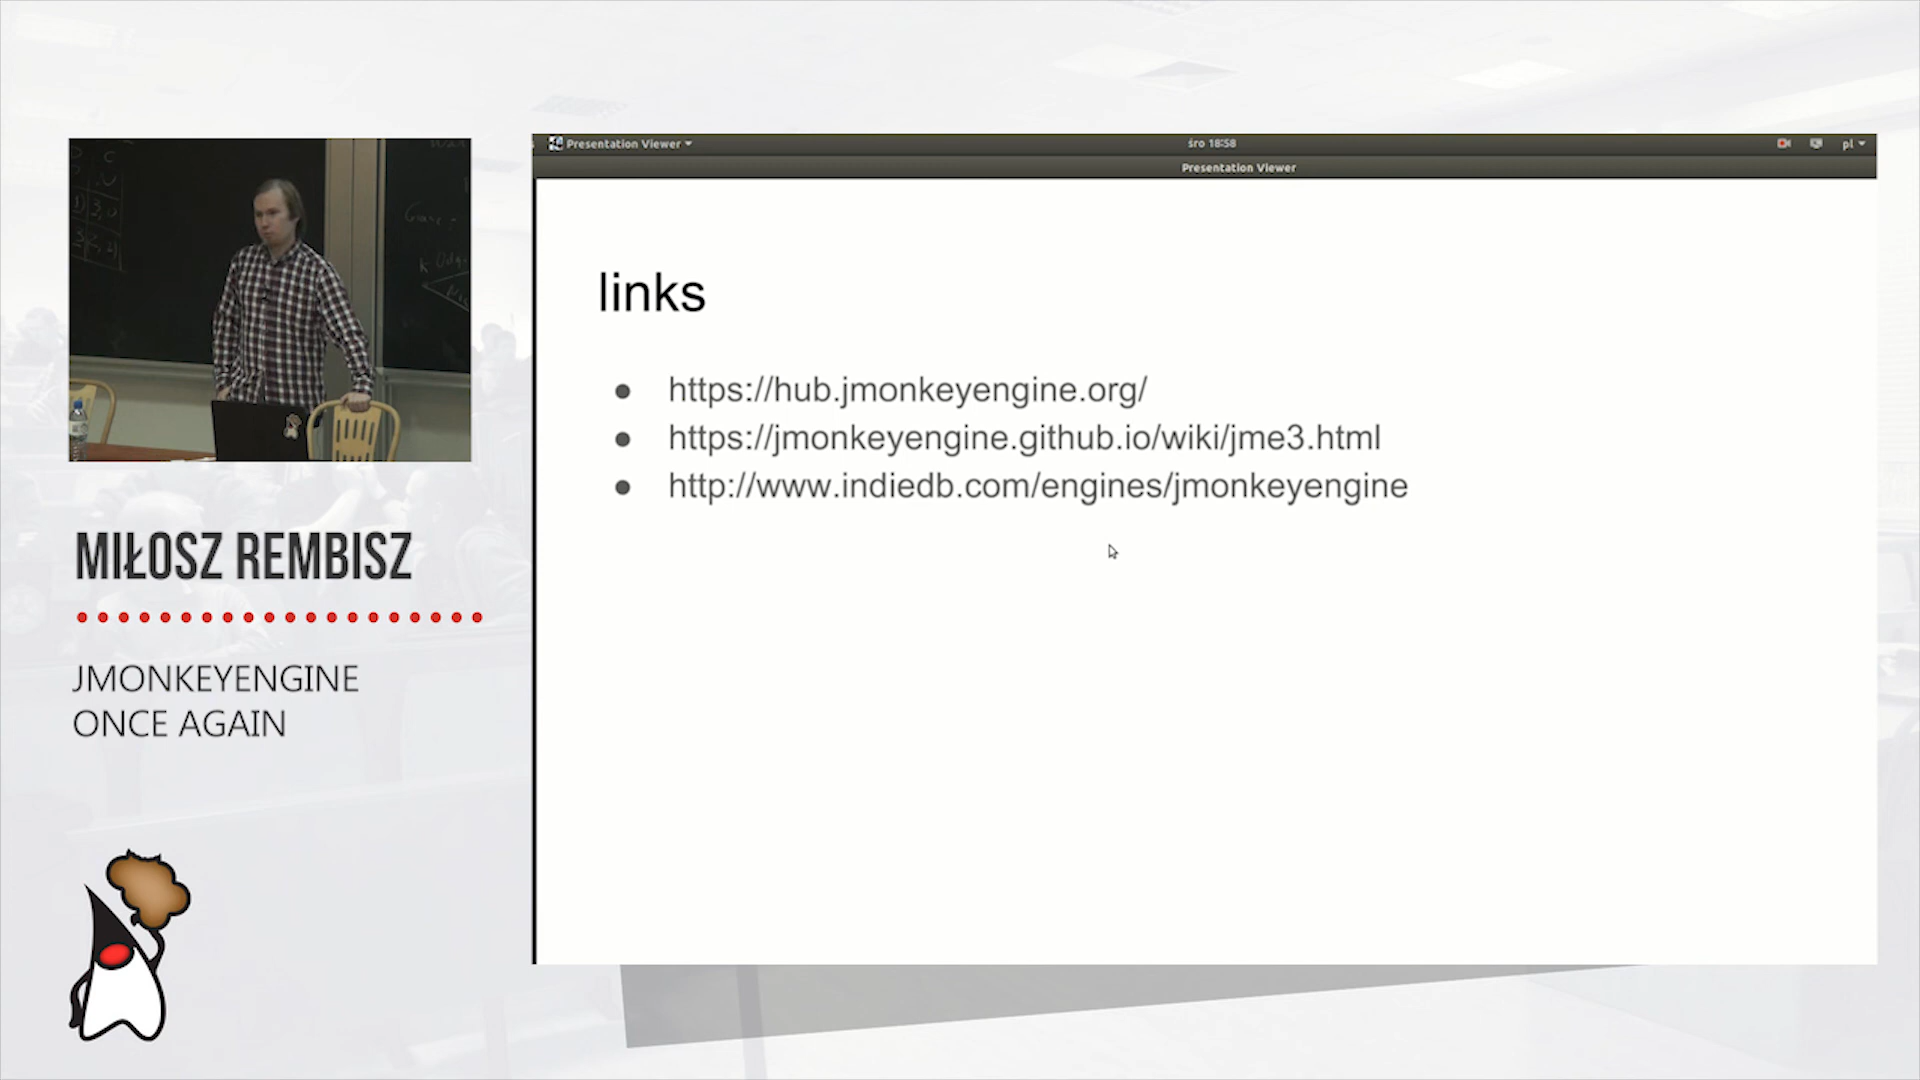 Presentation Viewer
śro 18:58
pl
Presentation Viewer
links
https://hub.jmonkeyengine.org/
https://jmonkeyengine.github.io/wiki/jme3.html
http://www.indiedb.com/engines/jmonkeyengine
MIŁOSZ REMBISZ
JMONKEYENGINE
ONCE AGAIN